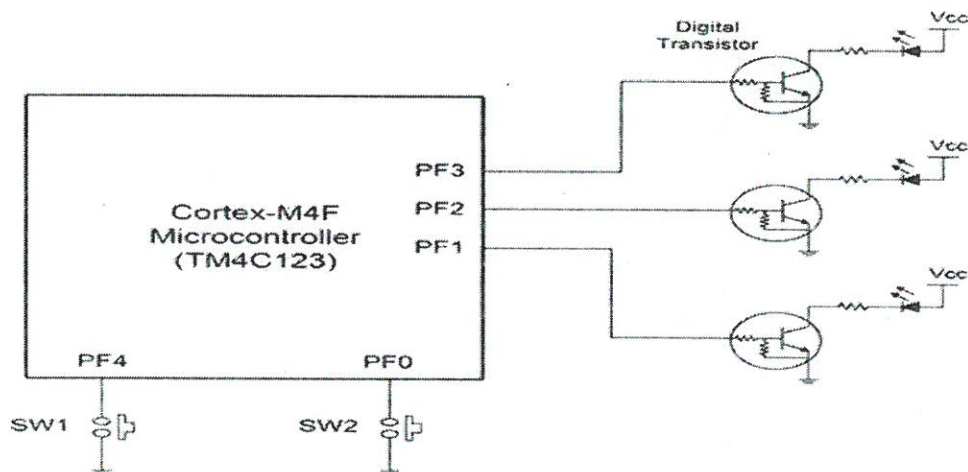 Digital
Transistor
Vcc
Vcc
PF3
PF2
Cortex-M4F
Microcontroller
(TM4C123)
PF1
Vcc
PF4
PF0
SW1
SW2